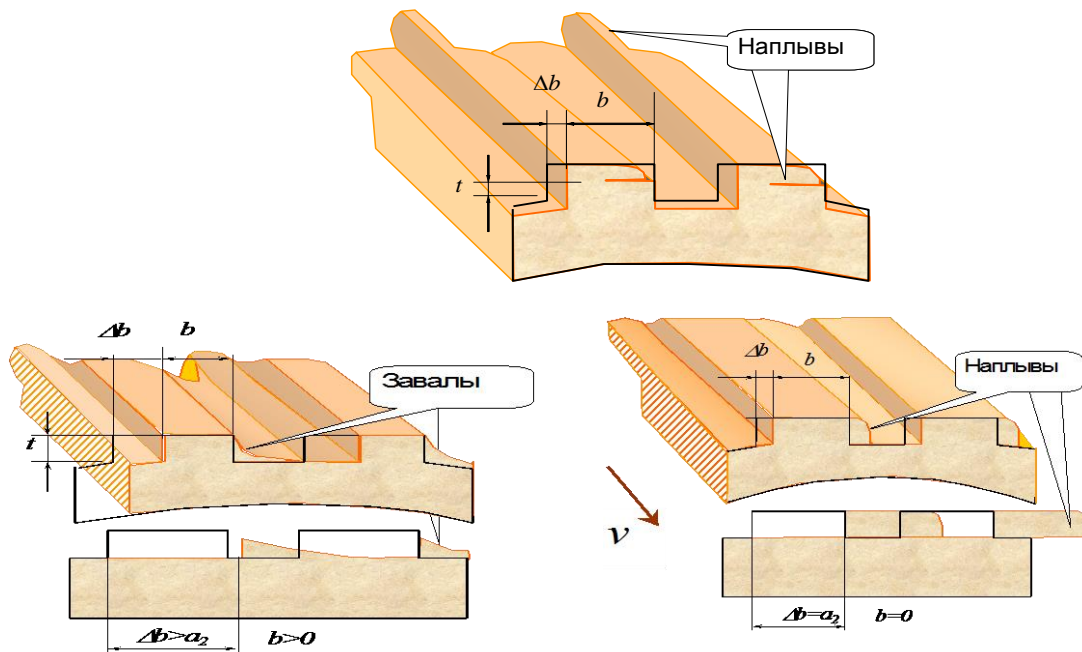 Наплывы
Δb
b
t
Δb
b
Завалы
t
Δb>a₂
b>0
Δb
b
Наплывы
v
Δb=a₂
b=0